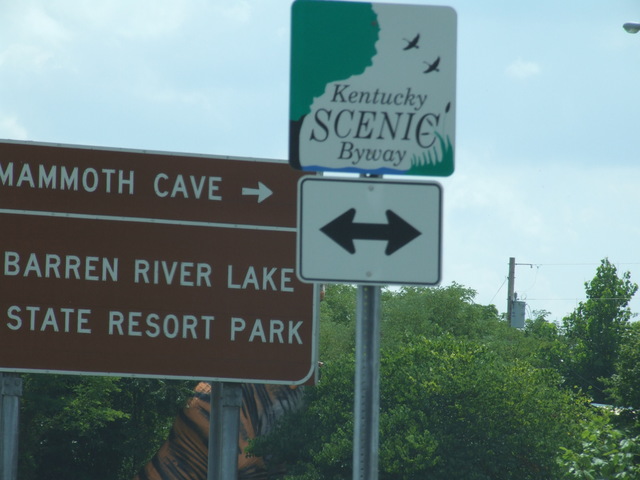 MAMMOTH CAVE →
BARREN RIVER LAKE
STATE RESORT PARK
Kentucky
SCENIC
Byway